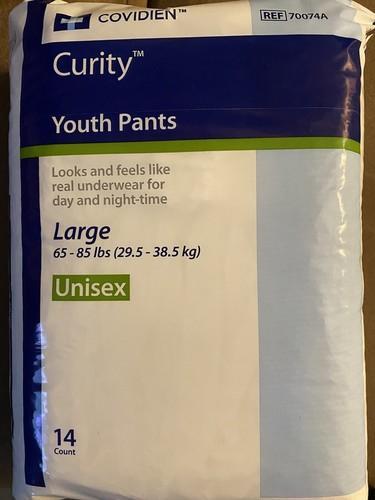 COVIDIEN™
REF 70074A
Curity™
Youth Pants
Looks and feels like
real underwear for
day and night-time
Large
65 - 85 lbs (29.5 - 38.5 kg)
Unisex
14
Count